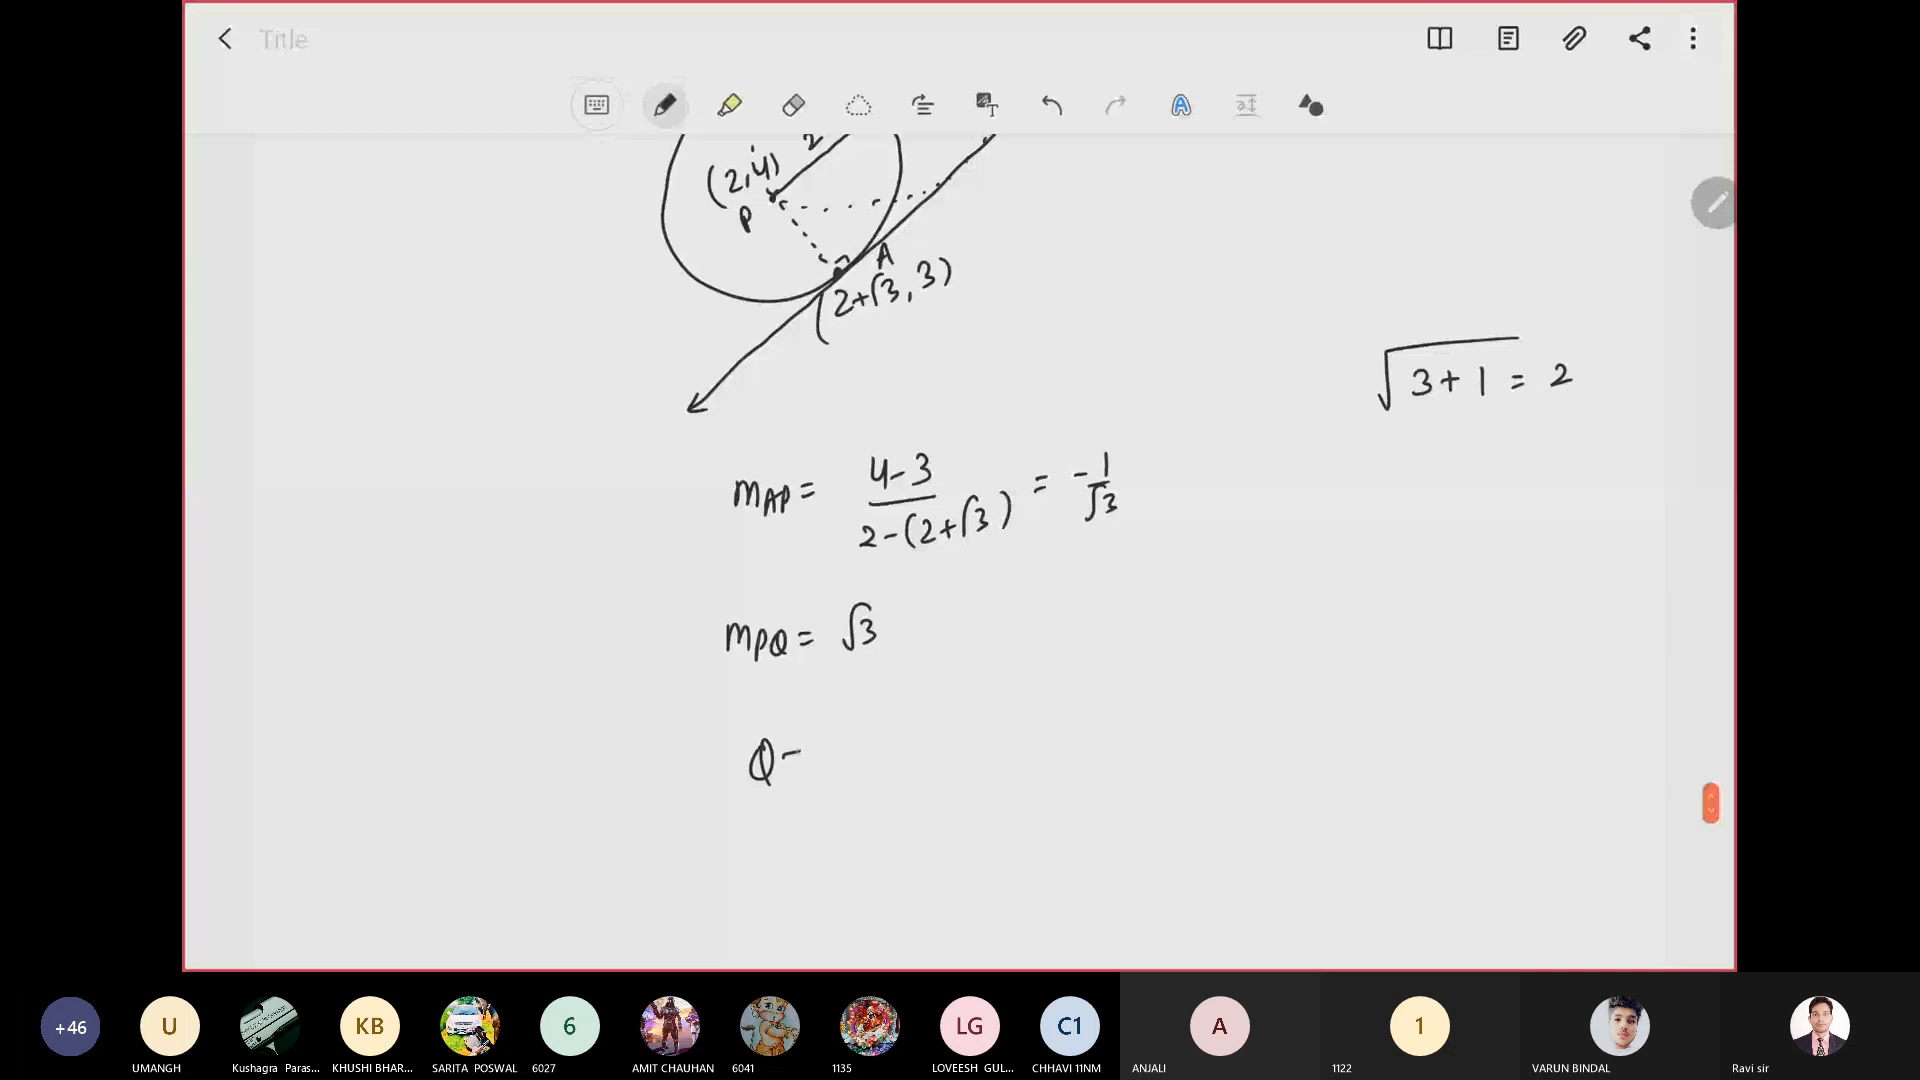 Title
2
(2,4)
P
A
(2+√3, 3)
√3+1 = 2
mAP = 4-3 / 2-(2+√3) = -1/√3
mPQ = √3
Q-
+46 U KB 6 LG C1 A 1
UMANGH Kushagra Paras... KHUSHI BHAR... SARITA POSWAL 6027 AMIT CHAUHAN 6041 1135 LOVEESH GUL... CHHAVI 11NM ANJALI 1122 VARUN BINDAL Ravi sir